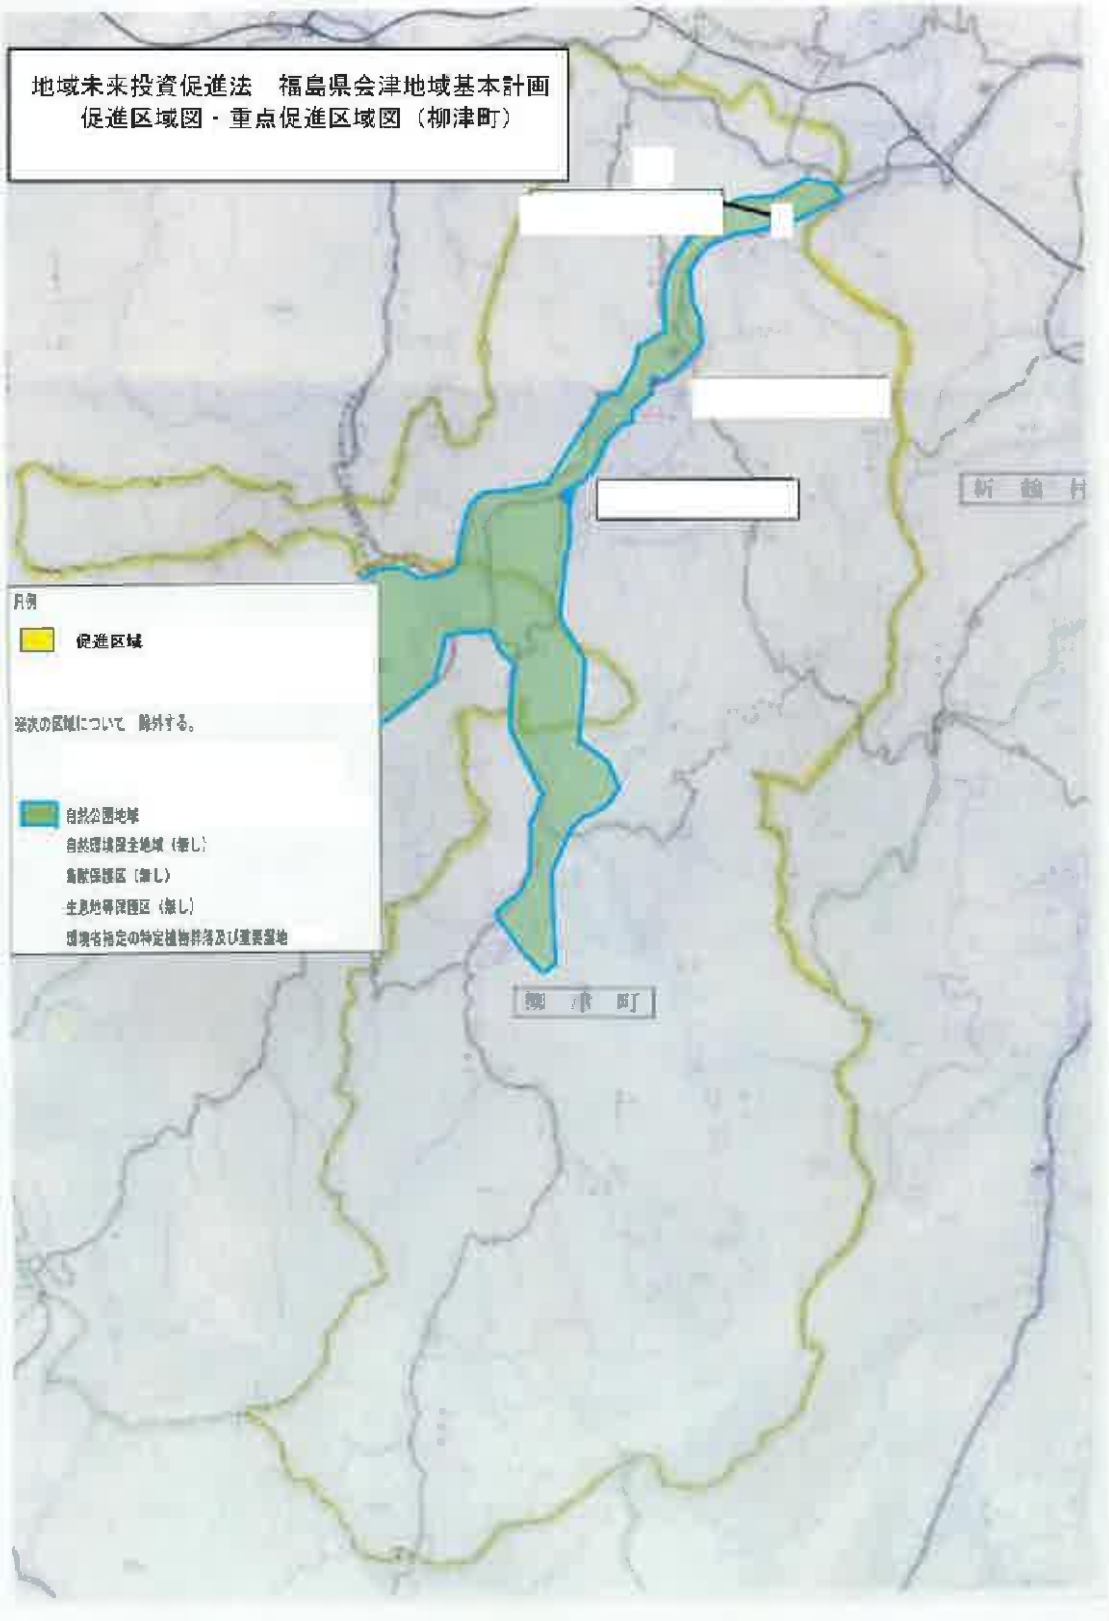 地域未来投資促進法 福島県会津地域基本計画
促進区域図・重点促進区域図（柳津町）
新鶴村
凡例
促進区域
※次の区域について 除外する。
自然公園地域
自然環境保全地域（無し）
鳥獣保護区（無し）
生息地等保護区（無し）
環境省指定の特定植物群落及び重要湿地
柳津町